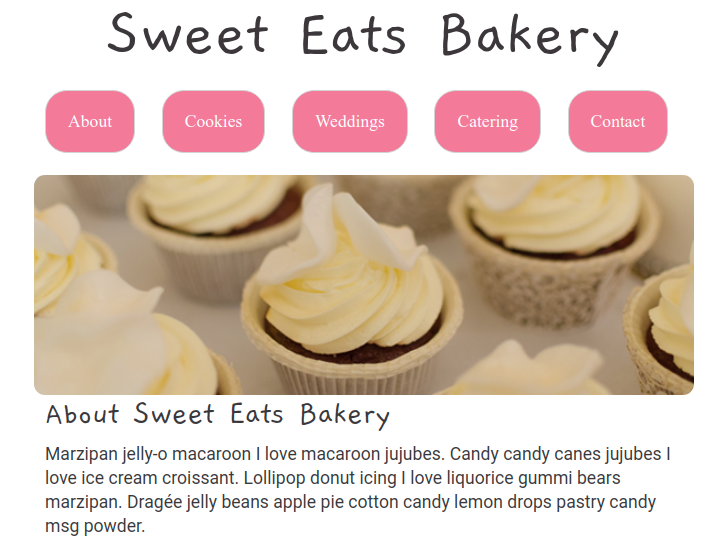 Sweet Eats Bakery
About
Cookies
Weddings
Catering
Contact
About Sweet Eats Bakery
Marzipan jelly-o macaroon I love macaroon jujubes. Candy candy canes jujubes I
love ice cream croissant. Lollipop donut icing I love liquorice gummi bears
marzipan. Dragée jelly beans apple pie cotton candy lemon drops pastry candy
msg powder.